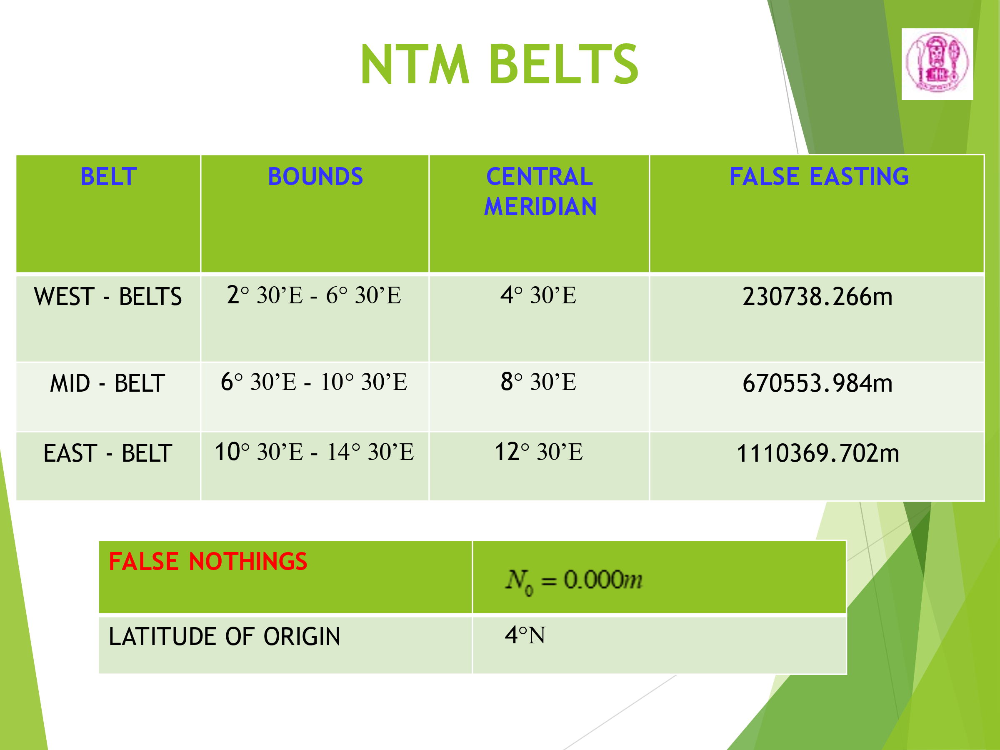 NTM BELTS
BELT
BOUNDS
CENTRAL
MERIDIAN
FALSE EASTING
WEST - BELTS
2° 30’E - 6° 30’E
4° 30’E
230738.266m
MID - BELT
6° 30’E - 10° 30’E
8° 30’E
670553.984m
EAST - BELT
10° 30’E - 14° 30’E
12° 30’E
1110369.702m
FALSE NOTHINGS
N₀ = 0.000m
LATITUDE OF ORIGIN
4°N